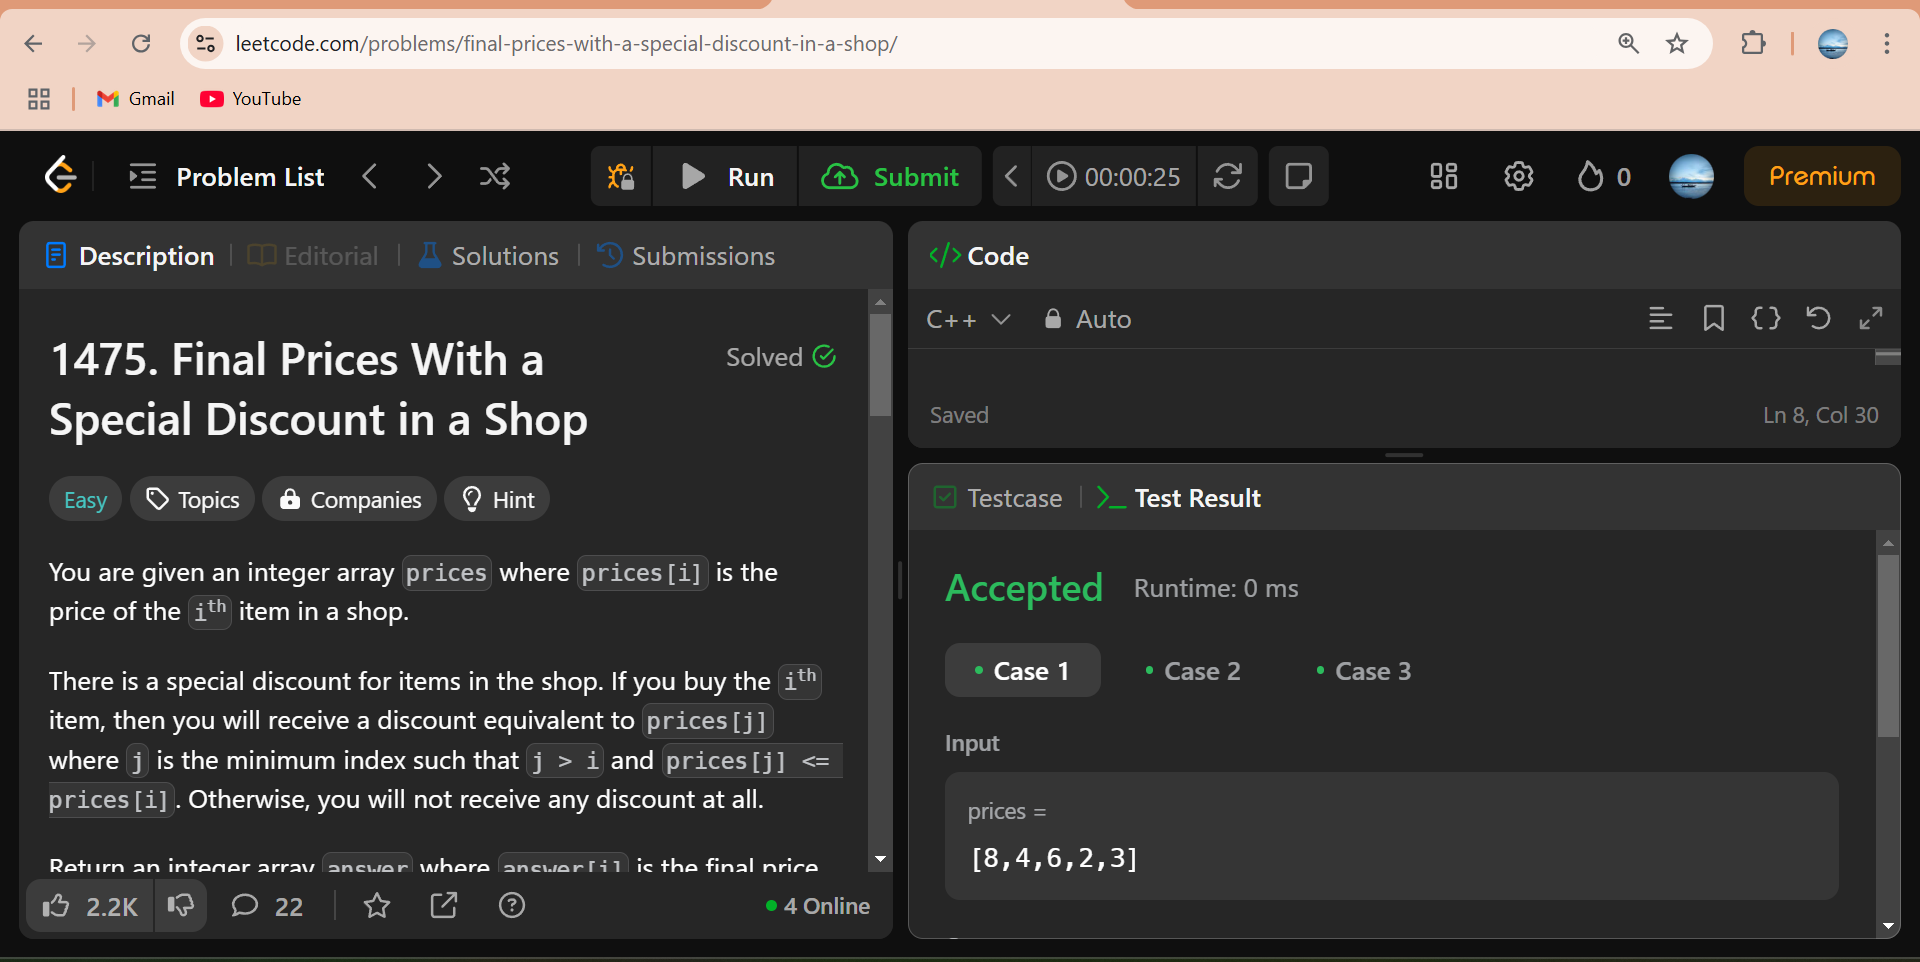 leetcode.com/problems/final-prices-with-a-special-discount-in-a-shop/
Gmail YouTube
Problem List Run Submit 00:00:25 0 Premium
Description Editorial Solutions Submissions
1475. Final Prices With a
Special Discount in a Shop
Solved
Easy Topics Companies Hint
You are given an integer array prices where prices[i] is the
price of the ith item in a shop.
There is a special discount for items in the shop. If you buy the ith
item, then you will receive a discount equivalent to prices[j]
where j is the minimum index such that j > i and prices[j] <=
prices[i]. Otherwise, you will not receive any discount at all.
Return an integer array answer where answer[i] is the final price
2.2K 22 4 Online
</> Code
C++ Auto
Saved Ln 8, Col 30
Testcase Test Result
Accepted Runtime: 0 ms
Case 1 Case 2 Case 3
Input
prices =
[8,4,6,2,3]